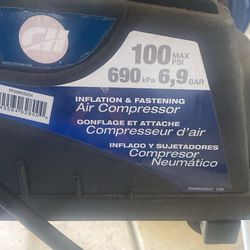 CH
100 MAX PSI
690 kPa 6,9 BAR
INFLATION & FASTENING
Air Compressor
GONFLAGE ET ATTACHE
Compresseur d'air
INFLADO Y SUJETADORES
Compresor
Neumático